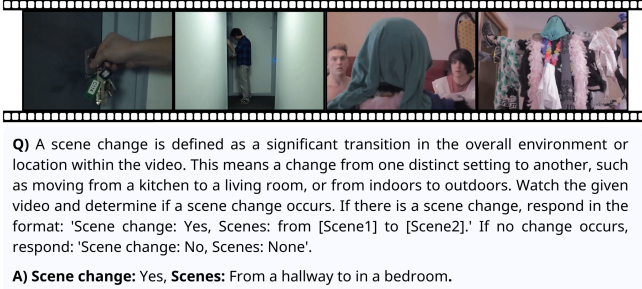 Q) A scene change is defined as a significant transition in the overall environment or
location within the video. This means a change from one distinct setting to another, such
as moving from a kitchen to a living room, or from indoors to outdoors. Watch the given
video and determine if a scene change occurs. If there is a scene change, respond in the
format: 'Scene change: Yes, Scenes: from [Scene1] to [Scene2].' If no change occurs,
respond: 'Scene change: No, Scenes: None'.
A) Scene change: Yes, Scenes: From a hallway to in a bedroom.